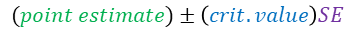 (point estimate) ± (crit. value)SE